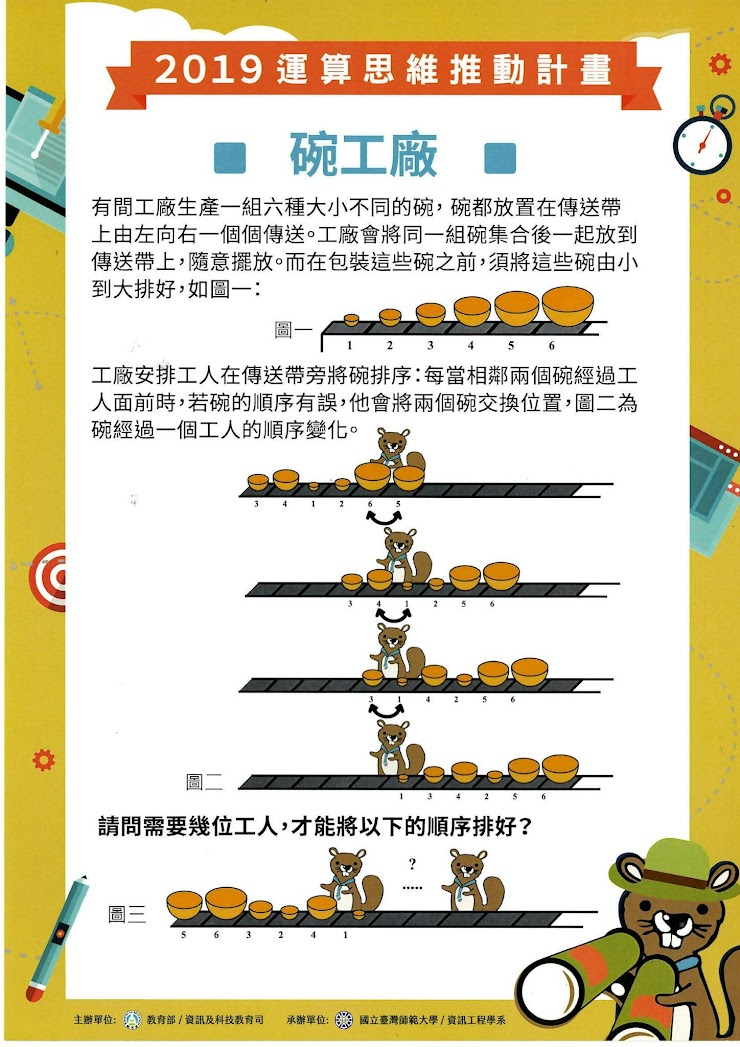 2019運算思維推動計畫
碗工廠
有間工廠生產一組六種大小不同的碗，碗都放置在傳送帶
上由左向右一個個傳送。工廠會將同一組碗集合後一起放到
傳送帶上，隨意擺放。而在包裝這些碗之前，須將這些碗由小
到大排好，如圖一：
圖一
1 2 3 4 5 6
工廠安排工人在傳送帶旁將碗排序：每當相鄰兩個碗經過工
人面前時，若碗的順序有誤，他會將兩個碗交換位置，圖二為
碗經過一個工人的順序變化。
3 4 1 2 6 5
3 4 1 2 5 6
3 1 4 2 5 6
圖二
1 3 4 2 5 6
請問需要幾位工人，才能將以下的順序排好？
?
.....
圖三
5 6 3 2 4 1
主辦單位： 教育部/資訊及科技教育司 承辦單位： 國立臺灣師範大學/資訊工程學系